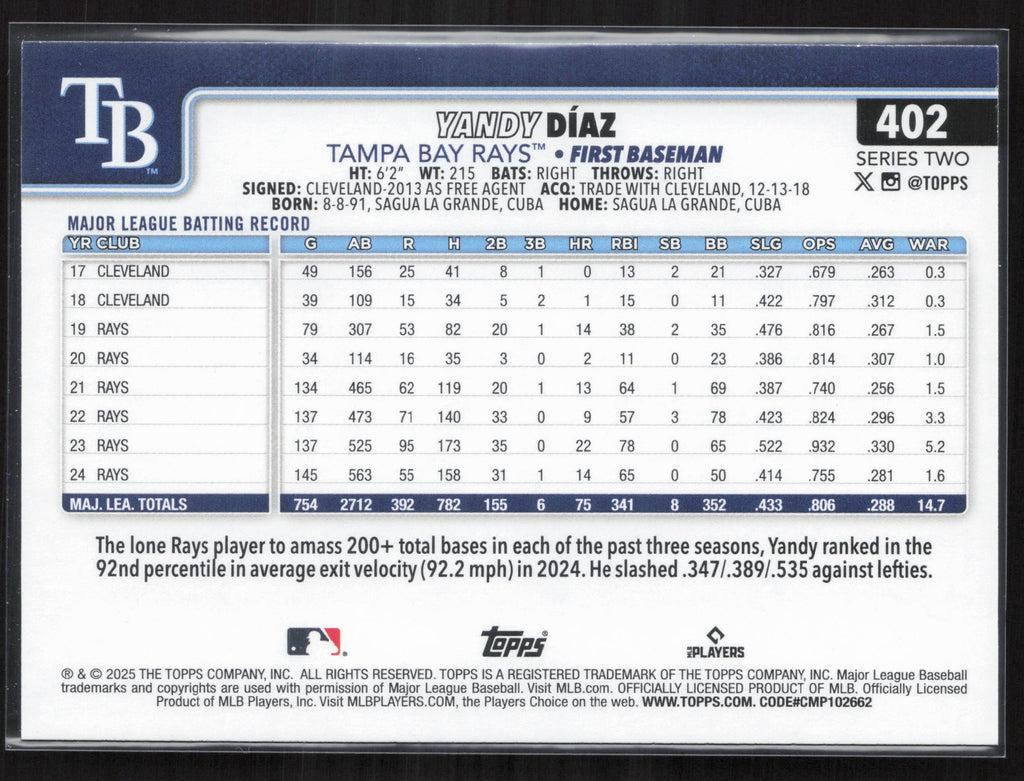 TB™
402
YANDY DÍAZ
SERIES TWO
TAMPA BAY RAYS™ • FIRST BASEMAN
@TOPPS
HT: 6'2" WT: 215 BATS: RIGHT THROWS: RIGHT
SIGNED: CLEVELAND-2013 AS FREE AGENT ACQ: TRADE WITH CLEVELAND, 12-13-18
BORN: 8-8-91, SAGUA LA GRANDE, CUBA HOME: SAGUA LA GRANDE, CUBA
MAJOR LEAGUE BATTING RECORD
YR CLUB G AB R H 2B 3B HR RBI SB BB SLG OPS AVG WAR
17 CLEVELAND 49 156 25 41 8 1 0 13 2 21 .327 .679 .263 0.3
18 CLEVELAND 39 109 15 34 5 2 1 15 0 11 .422 .797 .312 0.3
19 RAYS 79 307 53 82 20 1 14 38 2 35 .476 .816 .267 1.5
20 RAYS 34 114 16 35 3 0 2 11 0 23 .386 .814 .307 1.0
21 RAYS 134 465 62 119 20 1 13 64 1 69 .387 .740 .256 1.5
22 RAYS 137 473 71 140 33 0 9 57 3 78 .423 .824 .296 3.3
23 RAYS 137 525 95 173 35 0 22 78 0 65 .522 .932 .330 5.2
24 RAYS 145 563 55 158 31 1 14 65 0 50 .414 .755 .281 1.6
MAJ. LEA. TOTALS 754 2712 392 782 155 6 75 341 8 352 .433 .806 .288 14.7
The lone Rays player to amass 200+ total bases in each of the past three seasons, Yandy ranked in the
92nd percentile in average exit velocity (92.2 mph) in 2024. He slashed .347/.389/.535 against lefties.
Topps®
MLB PLAYERS
® & © 2025 THE TOPPS COMPANY, INC. ALL RIGHTS RESERVED. TOPPS IS A REGISTERED TRADEMARK OF THE TOPPS COMPANY, INC. Major League Baseball
trademarks and copyrights are used with permission of Major League Baseball. Visit MLB.com. OFFICIALLY LICENSED PRODUCT OF MLB. Officially Licensed
Product of MLB Players, Inc. Visit MLBPLAYERS.COM, the Players Choice on the web. WWW.TOPPS.COM. CODE#CMP102662